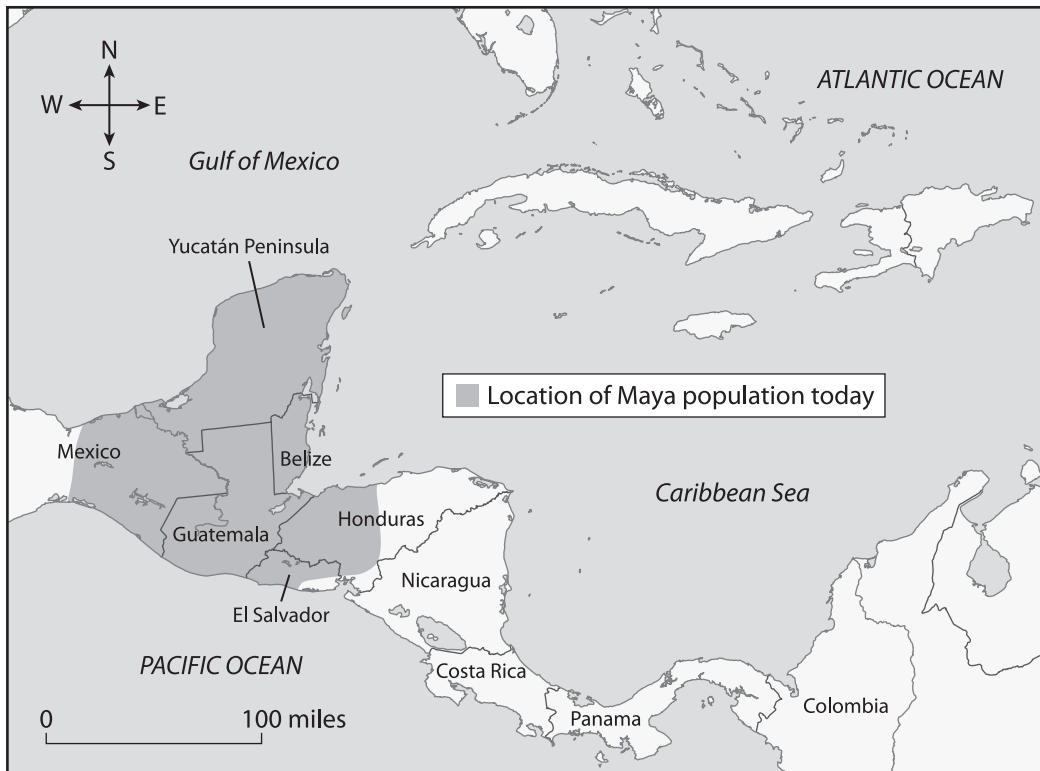 N
W E
S
ATLANTIC OCEAN
Gulf of Mexico
Yucatán Peninsula
Location of Maya population today
Mexico
Belize
Caribbean Sea
Guatemala
Honduras
Nicaragua
El Salvador
PACIFIC OCEAN
Costa Rica
Colombia
Panama
0 100 miles